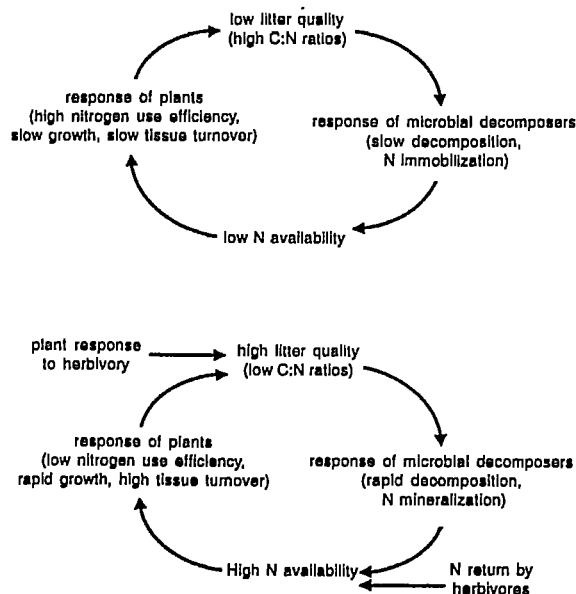 low litter quality
(high C:N ratios)
response of plants
(high nitrogen use efficiency,
slow growth, slow tissue turnover)
response of microbial decomposers
(slow decomposition,
N immobilization)
low N availability
plant response
to herbivory
high litter quality
(low C:N ratios)
response of plants
(low nitrogen use efficiency,
rapid growth, high tissue turnover)
response of microbial decomposers
(rapid decomposition,
N mineralization)
High N availability
N return by
herbivores